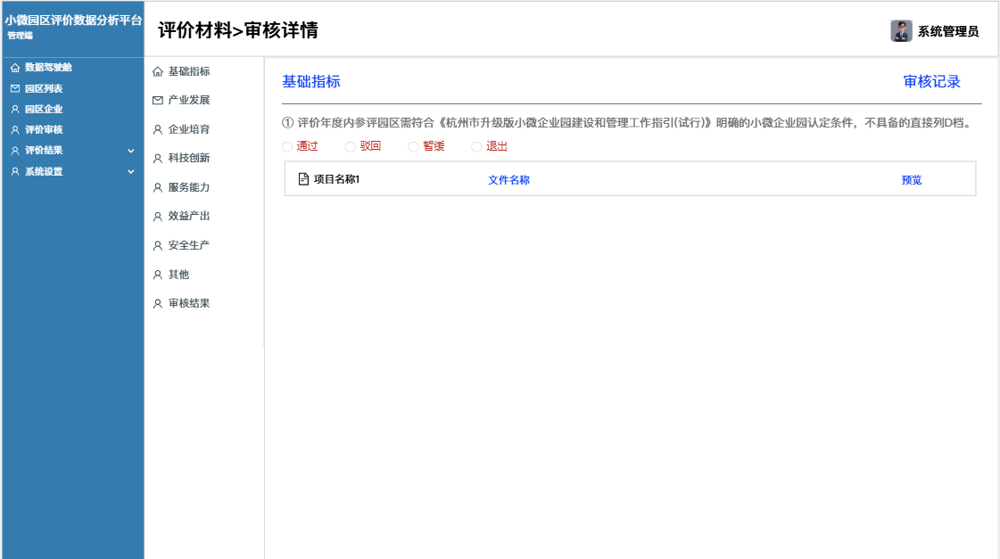 小微园区评价数据分析平台
管理端
评价材料>审核详情
系统管理员
数据驾驶舱
园区列表
园区企业
评价审核
评价结果
系统设置
基础指标
产业发展
企业培育
科技创新
服务能力
效益产出
安全生产
其他
审核结果
基础指标
审核记录
① 评价年度内参评园区需符合《杭州市升级版小微企业园建设和管理工作指引(试行)》明确的小微企业园认定条件，不具备的直接列D档。
通过 驳回 暂缓 退出
项目名称1 文件名称 预览